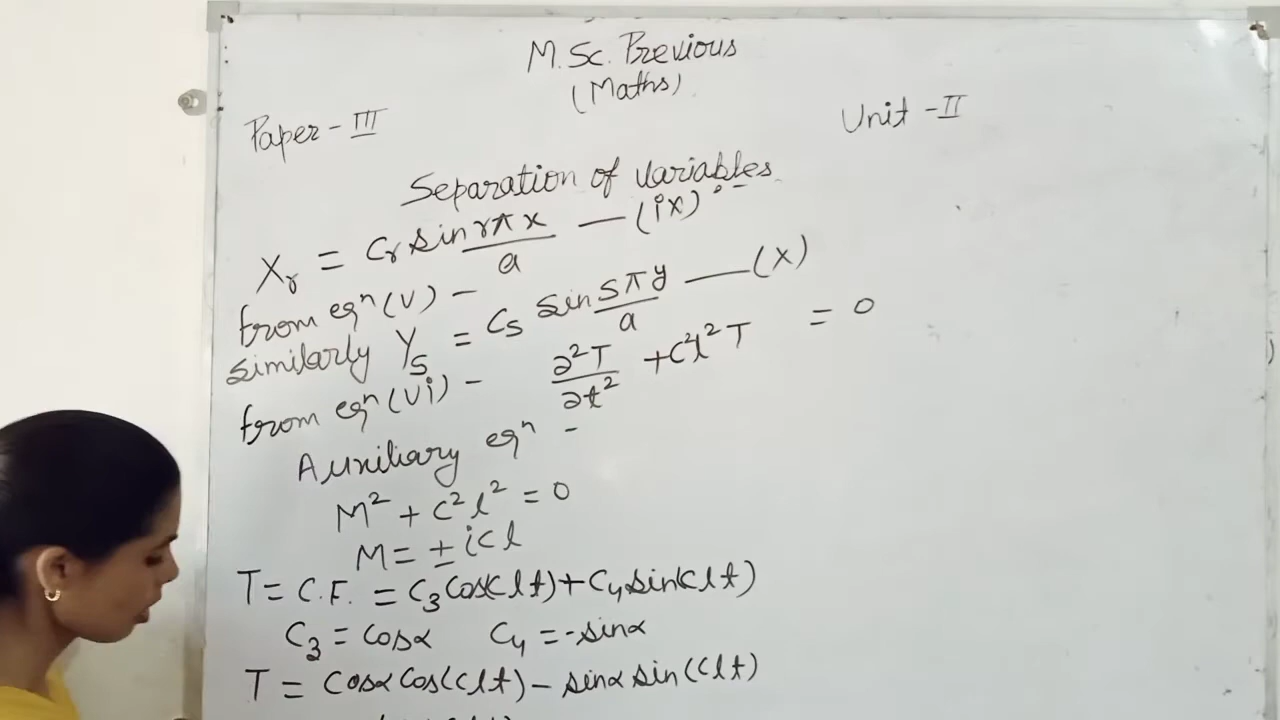 M.Sc. Previous
(Maths)
Paper - III
Unit - II
Separation of variables
Xᵣ = Cᵣ sin rπx/a — (ix)
from eqⁿ (v) -
similarly Yₛ = Cₛ sin sπy/a — (x)
from eqⁿ (vi) - ∂²T/∂t² + c²l²T = 0
Auxiliary eqⁿ -
M² + c²l² = 0
M = ± icl
T = C.F. = C₃ cos(clt) + C₄ sin(clt)
C₃ = cosα C₄ = -sinα
T = cosα cos(clt) - sinα sin(clt)